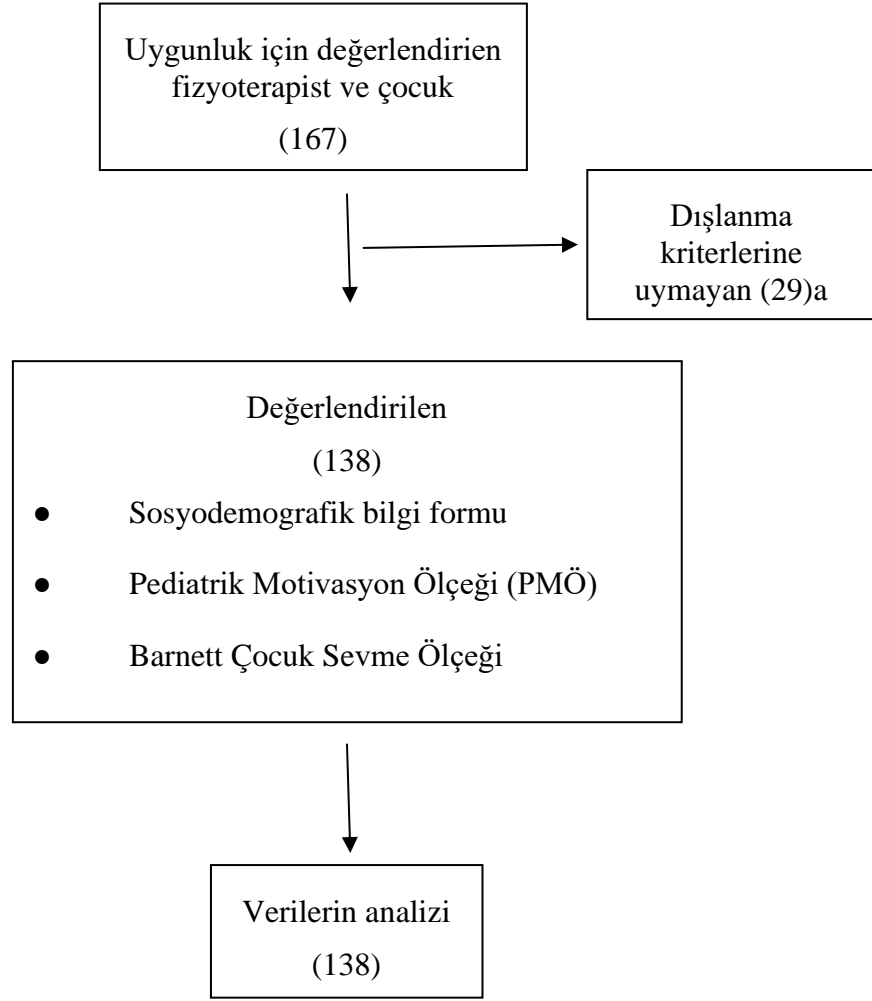 Uygunluk için değerlendirien
fizyoterapist ve çocuk
(167)
Dışlanma
kriterlerine
uymayan (29)a
Değerlendirilen
(138)
● Sosyodemografik bilgi formu
● Pediatrik Motivasyon Ölçeği (PMÖ)
● Barnett Çocuk Sevme Ölçeği
Verilerin analizi
(138)